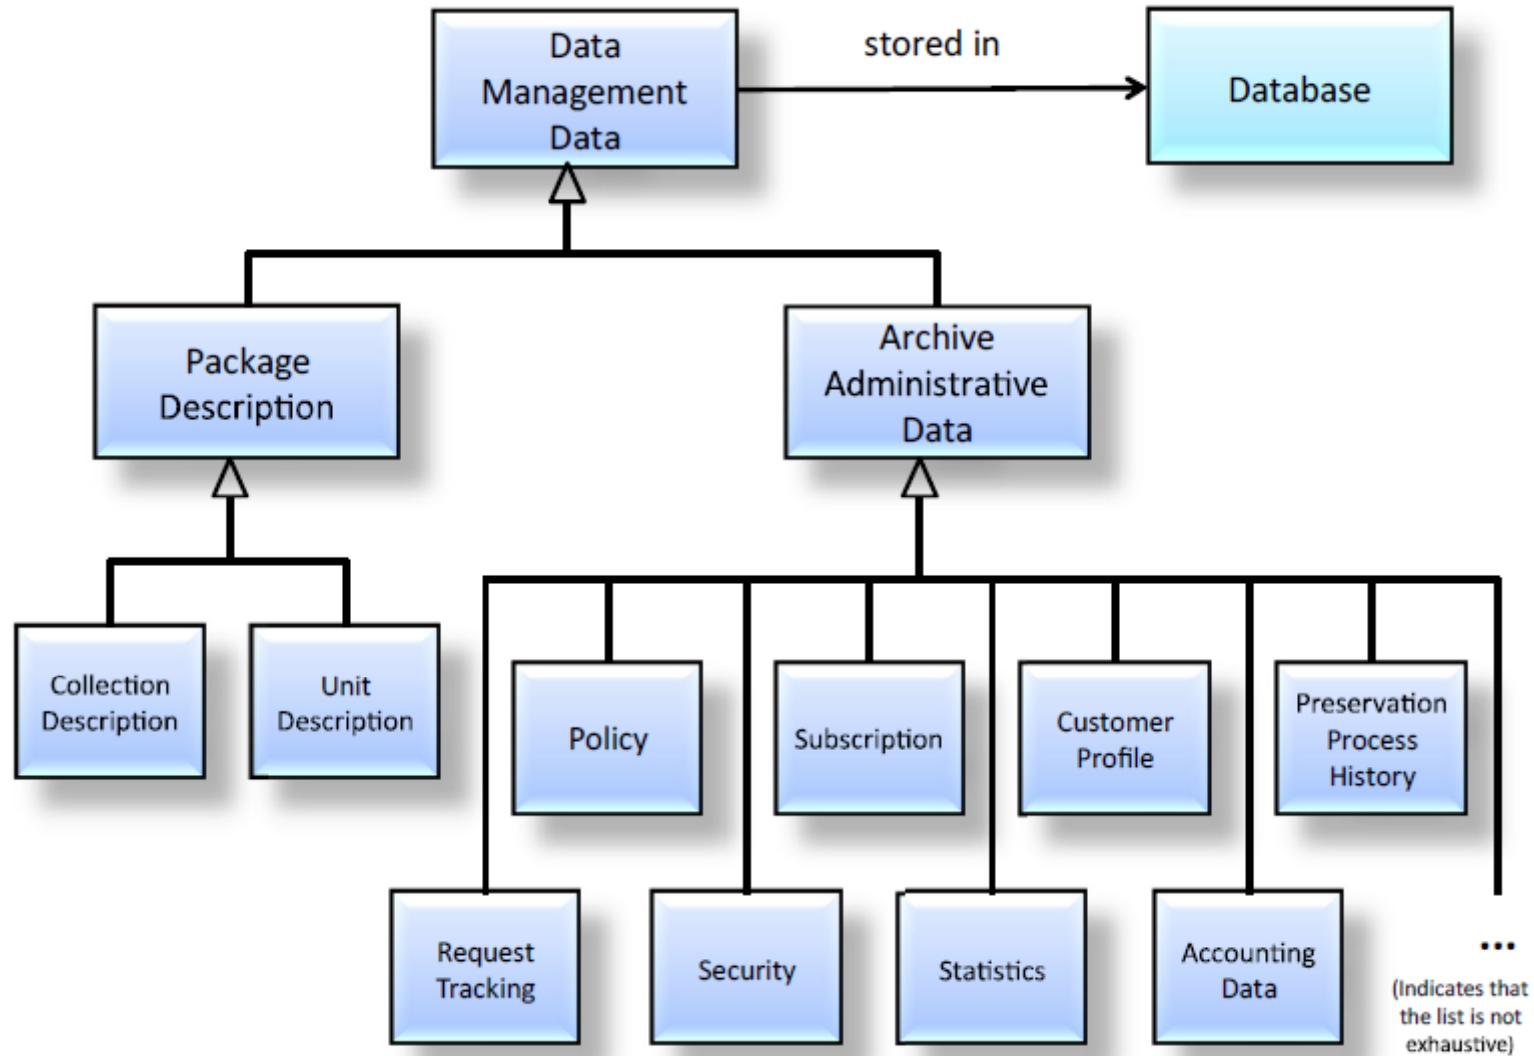 Data
Management
Data
stored in
Database
Package
Description
Archive
Administrative
Data
Collection
Description
Unit
Description
Policy
Subscription
Customer
Profile
Preservation
Process
History
Request
Tracking
Security
Statistics
Accounting
Data
...
(Indicates that
the list is not
exhaustive)